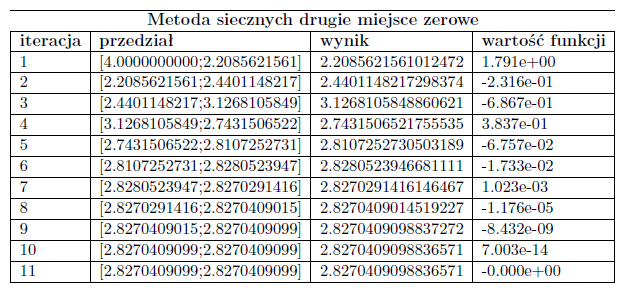 Metoda siecznych drugie miejsce zerowe
iteracja przedział wynik wartość funkcji
1 [4.0000000000;2.2085621561] 2.2085621561012472 1.791e+00
2 [2.2085621561;2.4401148217] 2.4401148217298374 -2.316e-01
3 [2.4401148217;3.1268105849] 3.1268105848860621 -6.867e-01
4 [3.1268105849;2.7431506522] 2.7431506521755535 3.837e-01
5 [2.7431506522;2.8107252731] 2.8107252730503189 -6.757e-02
6 [2.8107252731;2.8280523947] 2.8280523946681111 -1.733e-02
7 [2.8280523947;2.8270291416] 2.8270291416146467 1.023e-03
8 [2.8270291416;2.8270409015] 2.8270409014519227 -1.176e-05
9 [2.8270409015;2.8270409099] 2.8270409098837272 -8.432e-09
10 [2.8270409099;2.8270409099] 2.8270409098836571 7.003e-14
11 [2.8270409099;2.8270409099] 2.8270409098836571 -0.000e+00